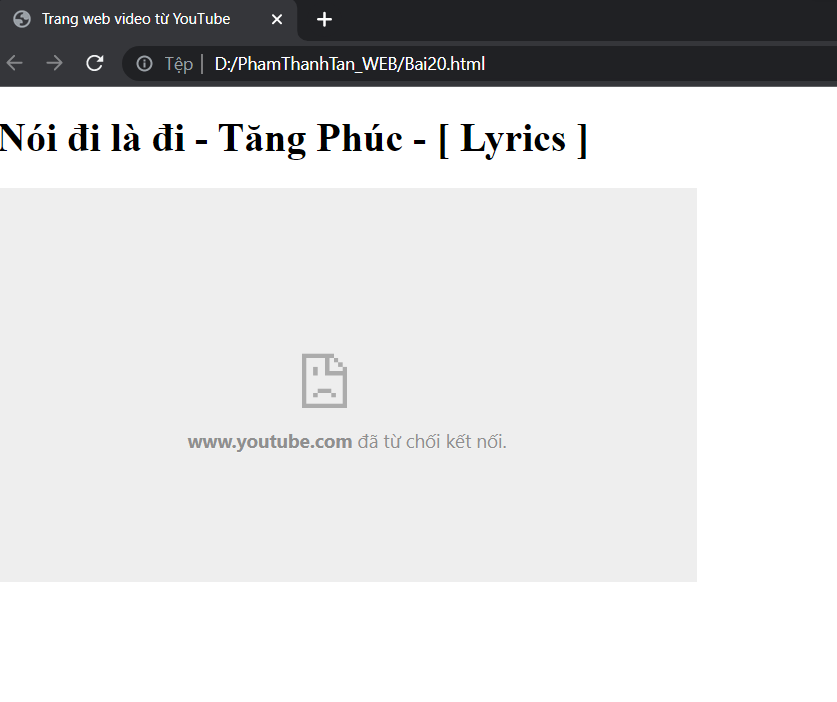 Trang web video từ YouTube
Tệp | D:/PhamThanhTan_WEB/Bai20.html
Nói đi là đi - Tăng Phúc - [ Lyrics ]
www.youtube.com đã từ chối kết nối.